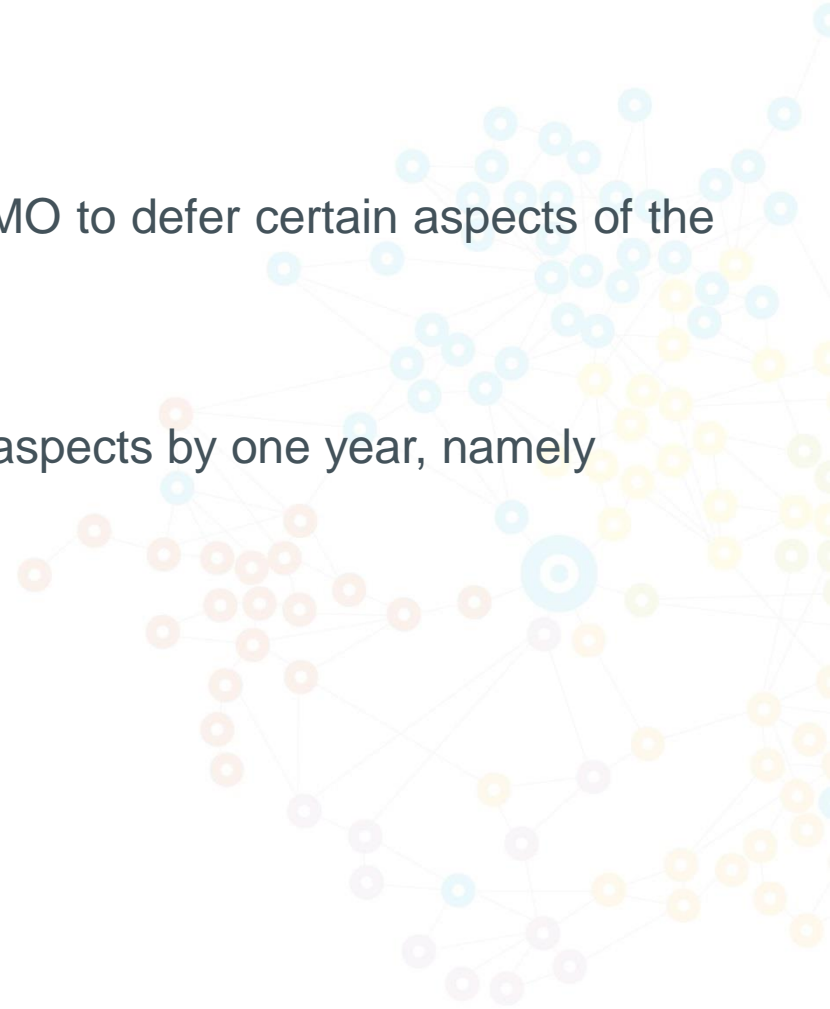 MO to defer certain aspects of the
aspects by one year, namely